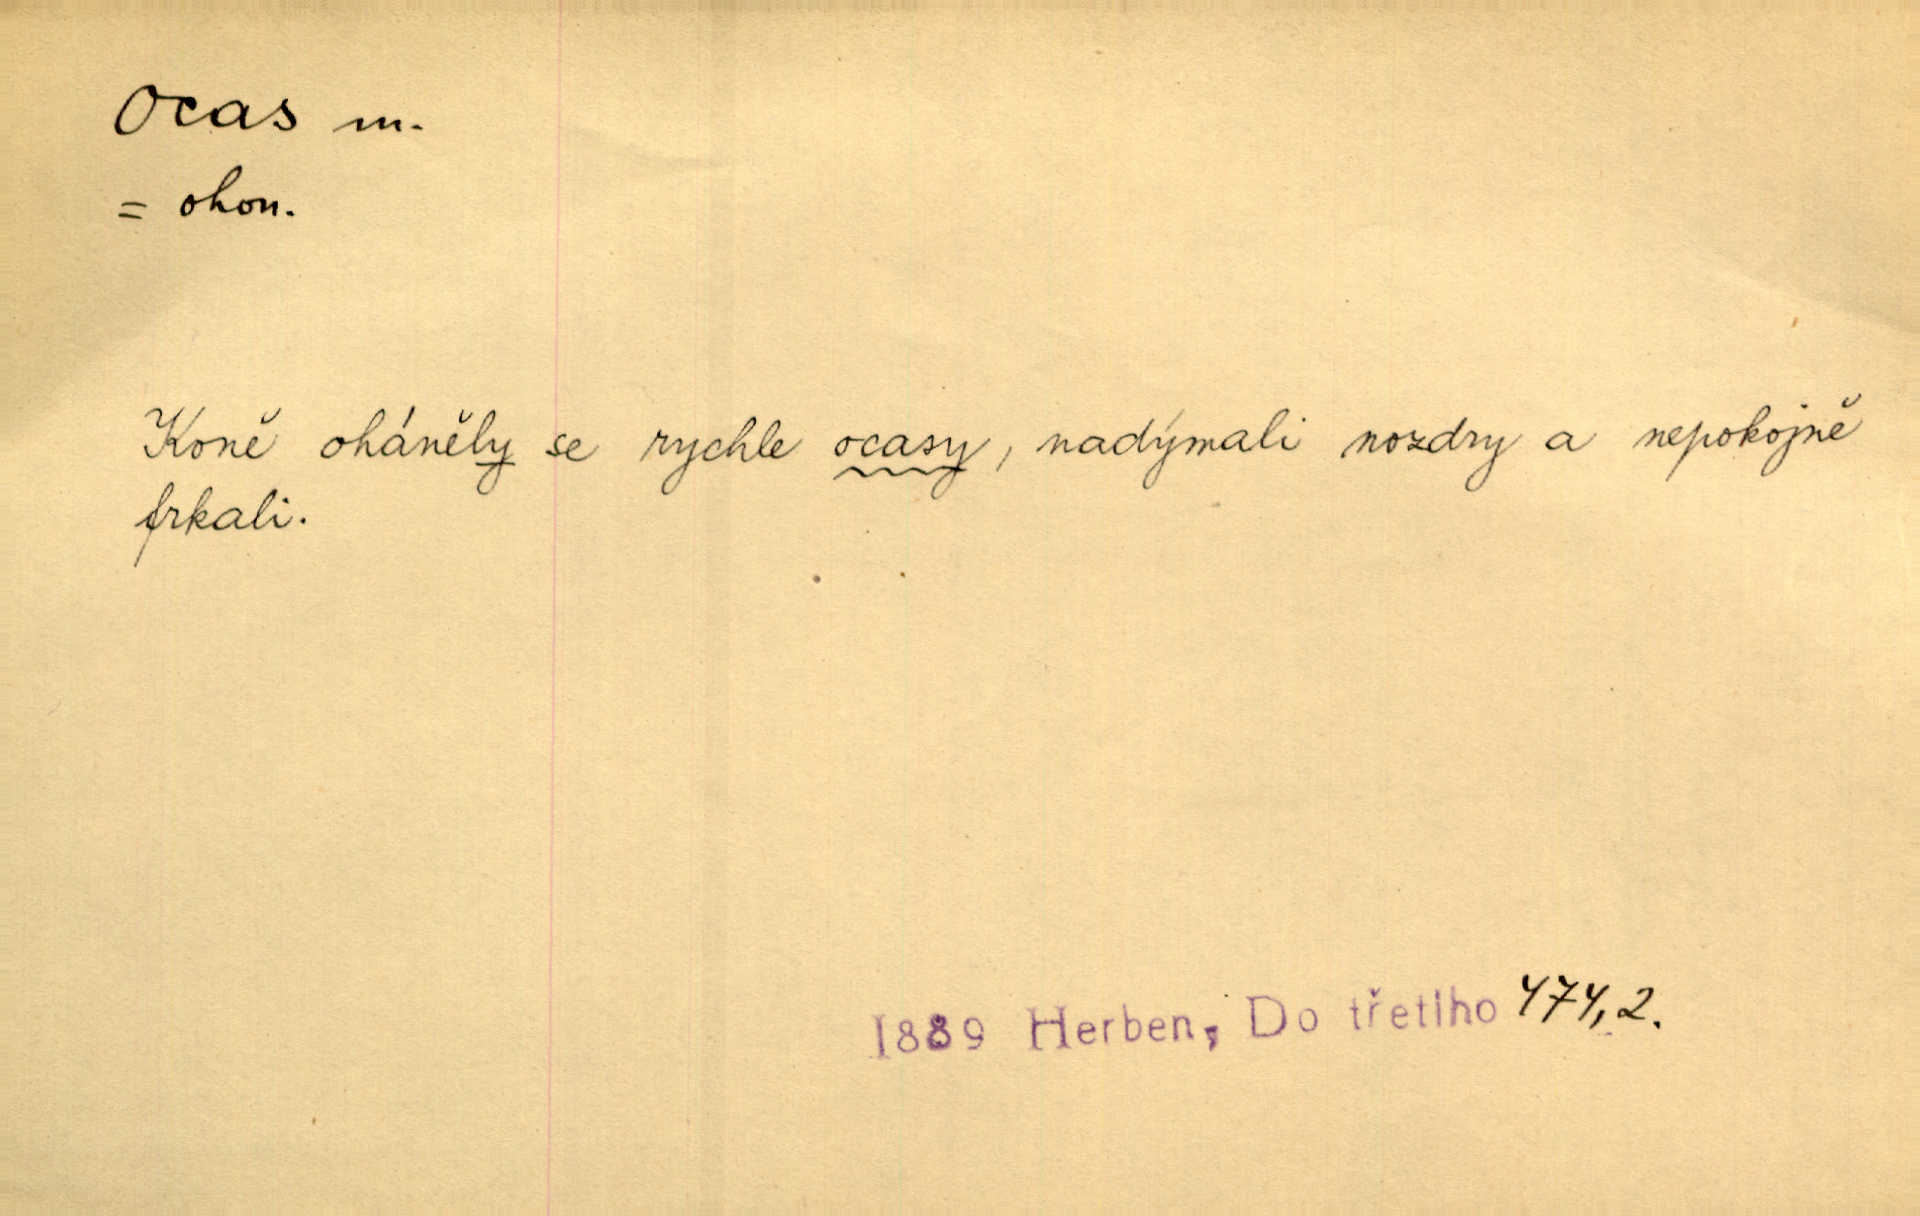 Ocas m.
= ohon.
Koně oháněly se rychle ocasy, nadýmali nozdry a nepokojně
frkali.
1889 Herben, Do třetího 474,2.